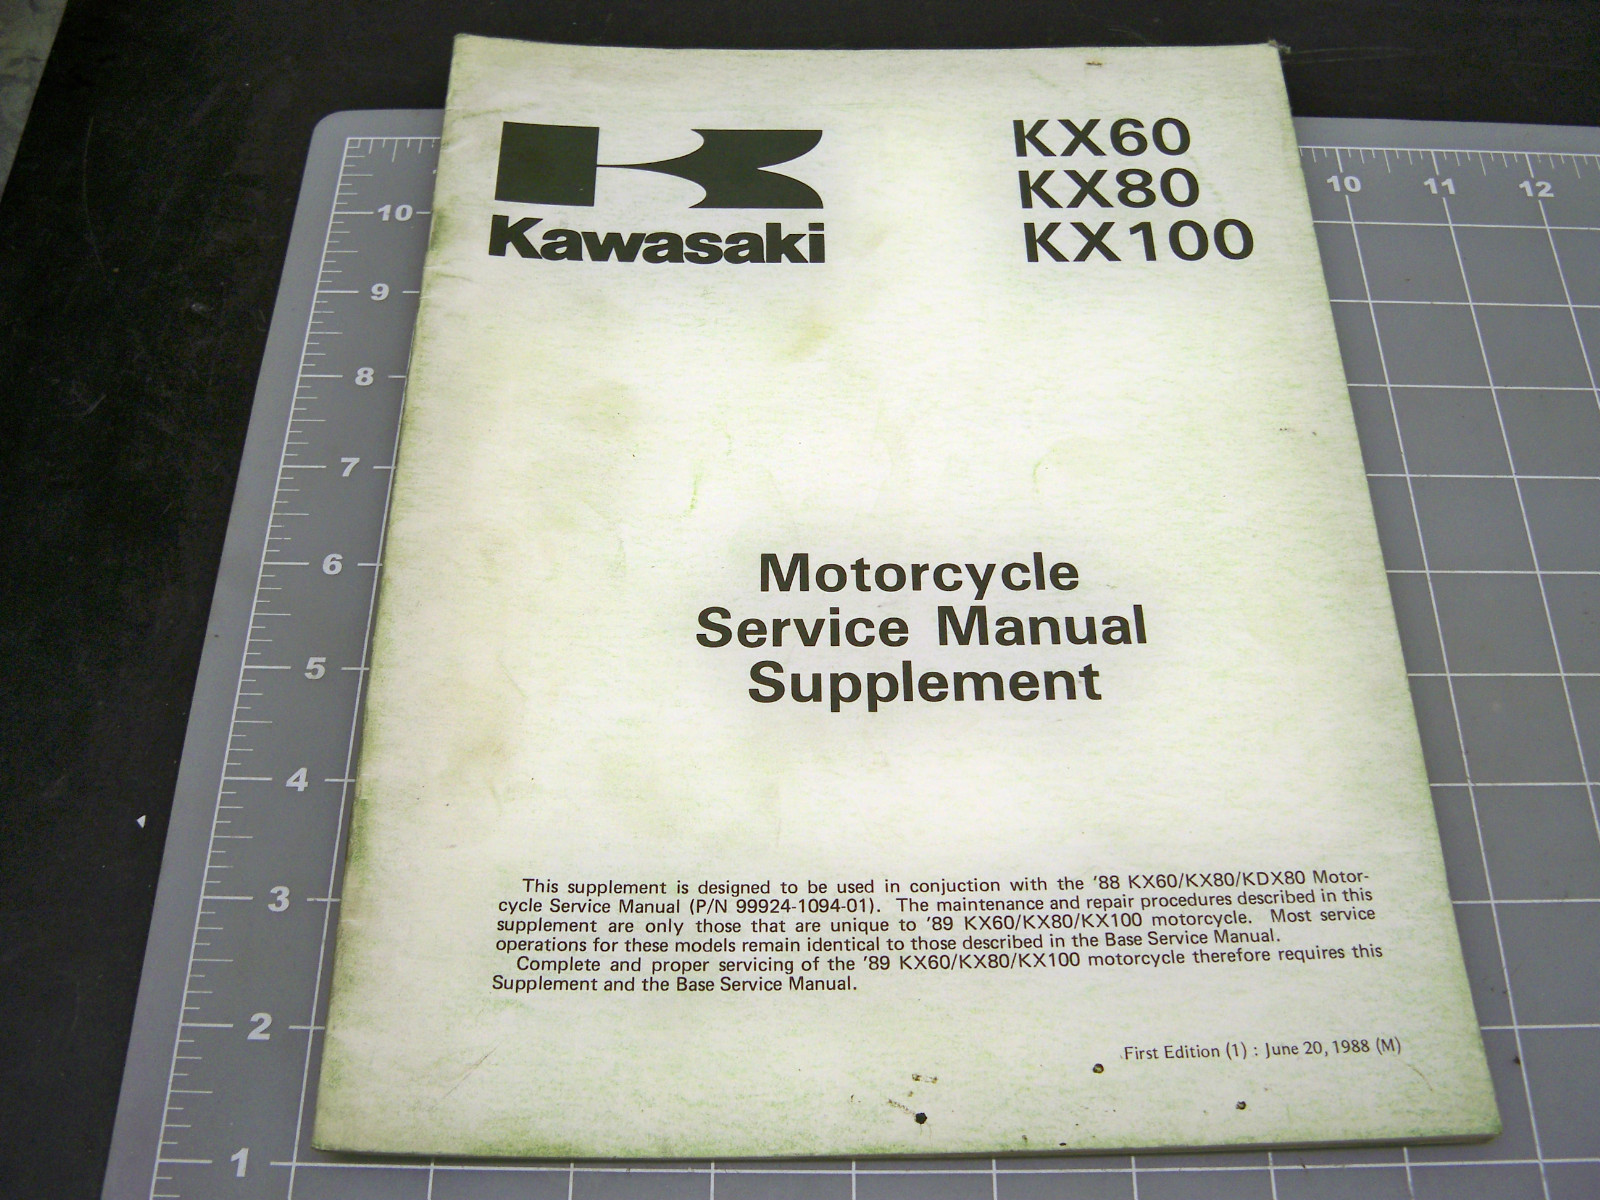 Kawasaki
KX60
KX80
KX100
Motorcycle
Service Manual
Supplement
This supplement is designed to be used in conjuction with the '88 KX60/KX80/KDX80 Motor-
cycle Service Manual (P/N 99924-1094-01). The maintenance and repair procedures described in this
supplement are only those that are unique to '89 KX60/KX80/KX100 motorcycle. Most service
operations for these models remain identical to those described in the Base Service Manual.
Complete and proper servicing of the '89 KX60/KX80/KX100 motorcycle therefore requires this
Supplement and the Base Service Manual.
First Edition (1) : June 20, 1988 (M)
10
9
8
7
6
5
4
3
2
1
10 11 12